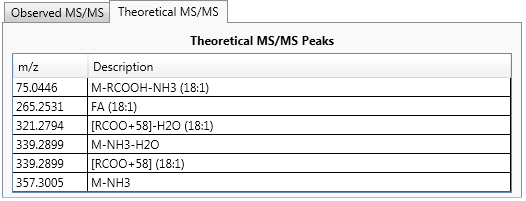 Observed MS/MS Theoretical MS/MS
Theoretical MS/MS Peaks
m/z Description
75.0446 M-RCOOH-NH3 (18:1)
265.2531 FA (18:1)
321.2794 [RCOO+58]-H2O (18:1)
339.2899 M-NH3-H2O
339.2899 [RCOO+58] (18:1)
357.3005 M-NH3